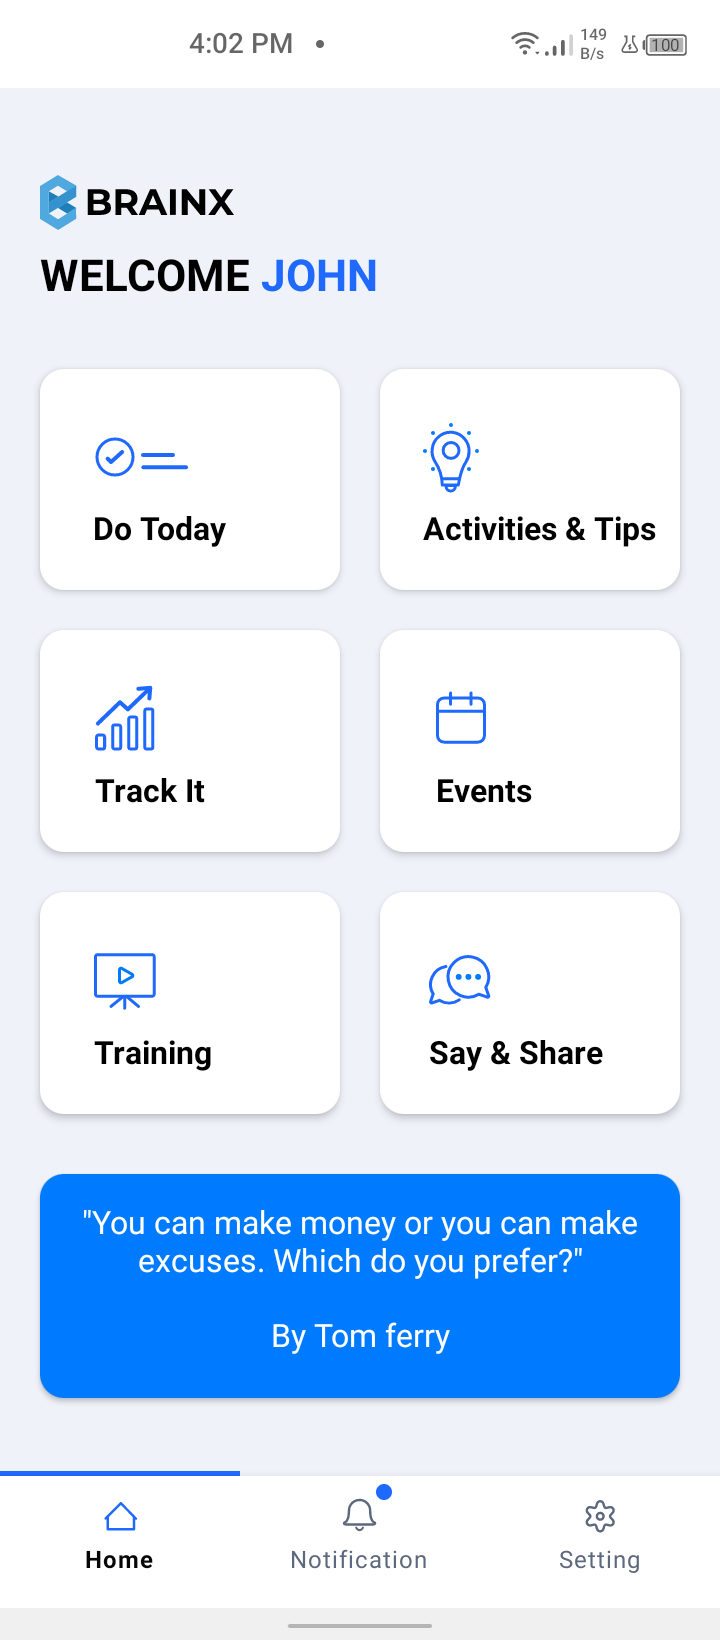 4:02 PM
149
B/s
100
BRAINX
WELCOME JOHN
Do Today
Activities & Tips
Track It
Events
Training
Say & Share
"You can make money or you can make
excuses. Which do you prefer?"
By Tom ferry
Home
Notification
Setting